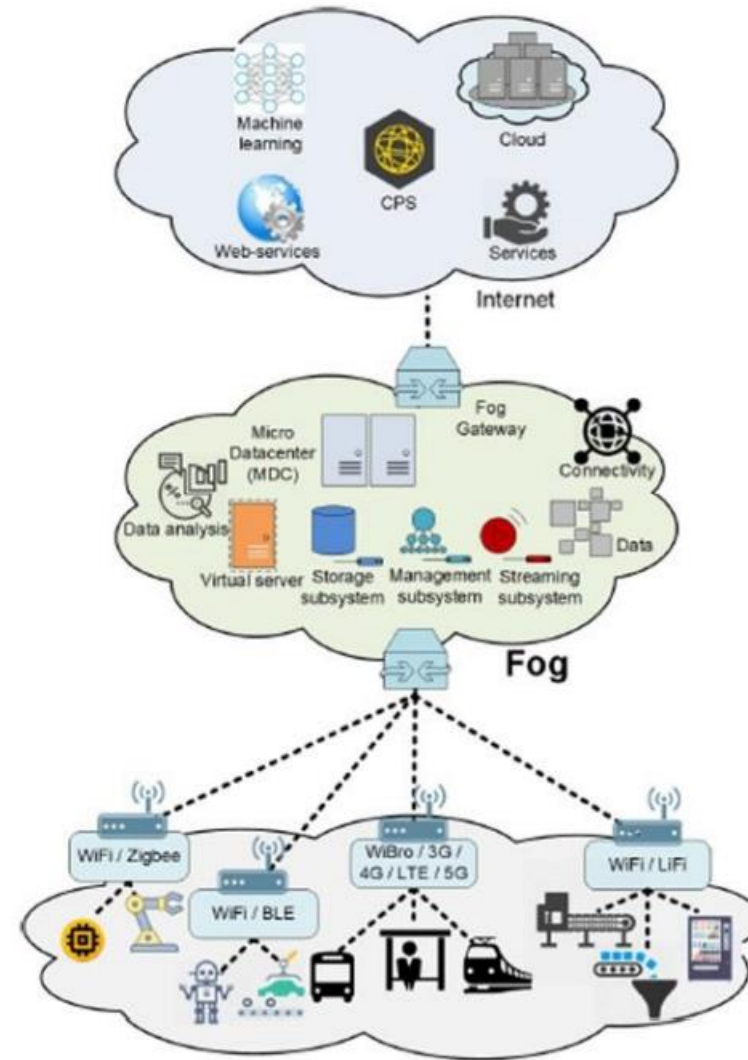 Machine
learning
Cloud
CPS
Web-services
Services
Internet
Fog
Gateway
Micro
Datacenter
(MDC)
Connectivity
Data analysis
Virtual server
Storage
subsystem
Management
subsystem
Streaming
subsystem
Data
Fog
WiFi / Zigbee
WiFi / BLE
WiBro / 3G /
4G / LTE / 5G
WiFi / LiFi